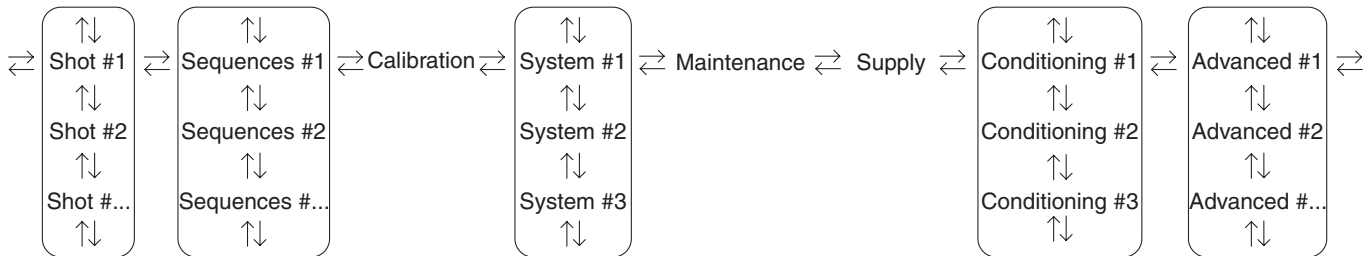 Shot #1 Sequences #1 Calibration System #1 Maintenance Supply Conditioning #1 Advanced #1
Shot #2 Sequences #2 System #2 Conditioning #2 Advanced #2
Shot #... Sequences #... System #3 Conditioning #3 Advanced #...